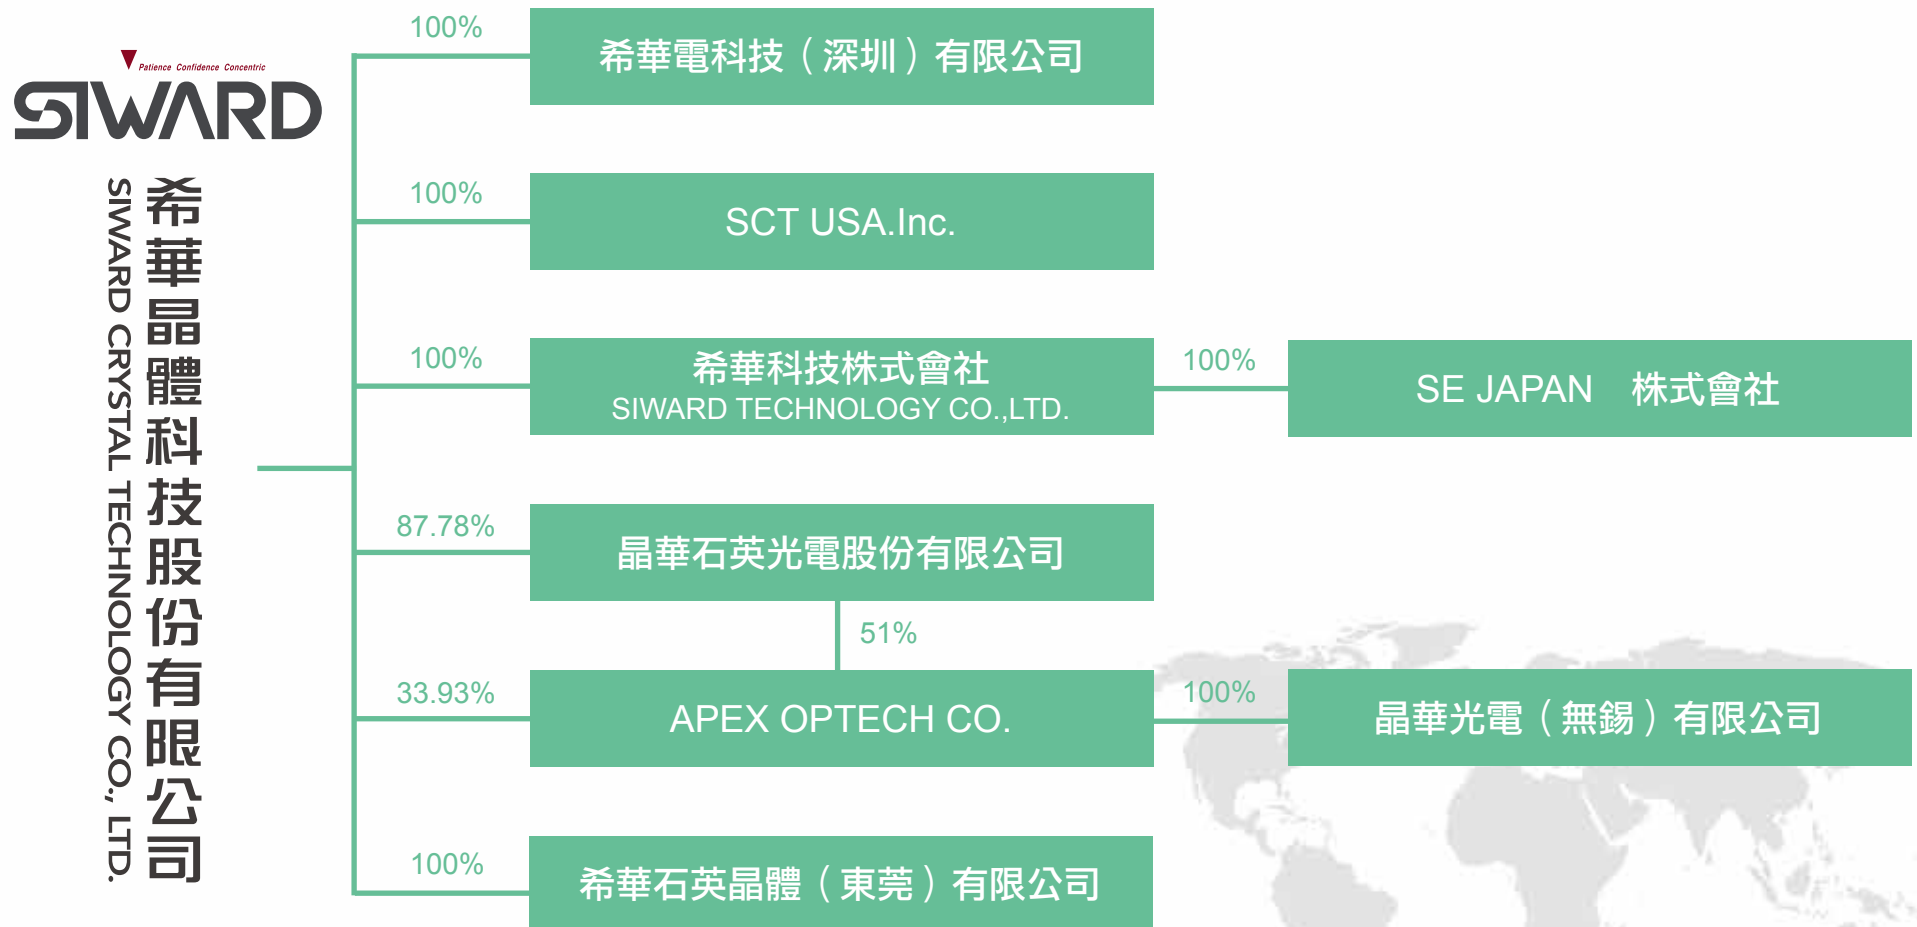 Patience Confidence Concentric
SIWARD
希華晶體科技股份有限公司
SIWARD CRYSTAL TECHNOLOGY CO., LTD.
100%
希華電科技（深圳）有限公司
100%
SCT USA.Inc.
100%
希華科技株式會社
SIWARD TECHNOLOGY CO.,LTD.
100%
SE JAPAN　株式會社
87.78%
晶華石英光電股份有限公司
51%
33.93%
APEX OPTECH CO.
100%
晶華光電（無錫）有限公司
100%
希華石英晶體（東莞）有限公司